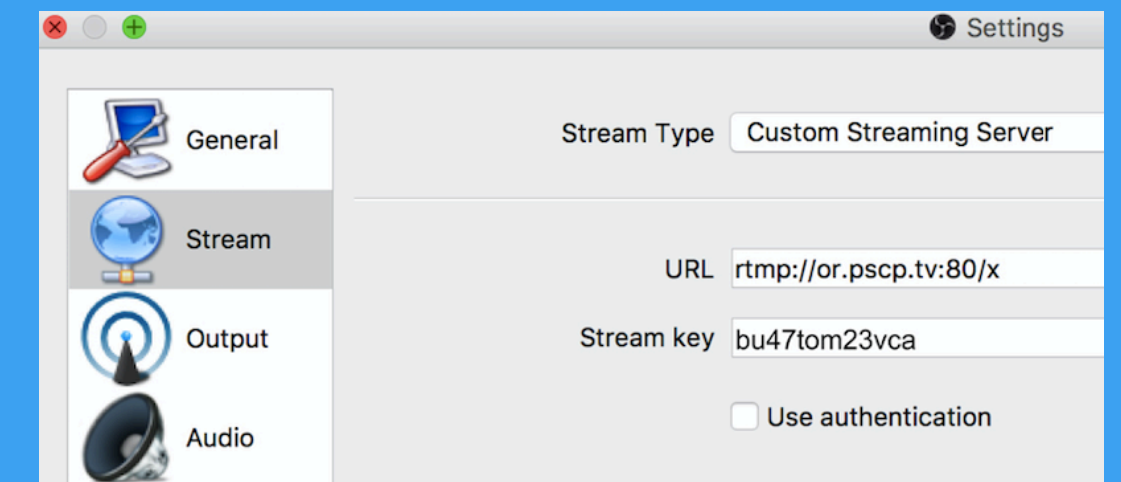 Settings
General
Stream Type Custom Streaming Server
Stream
URL rtmp://or.pscp.tv:80/x
Output
Stream key bu47tom23vca
Use authentication
Audio